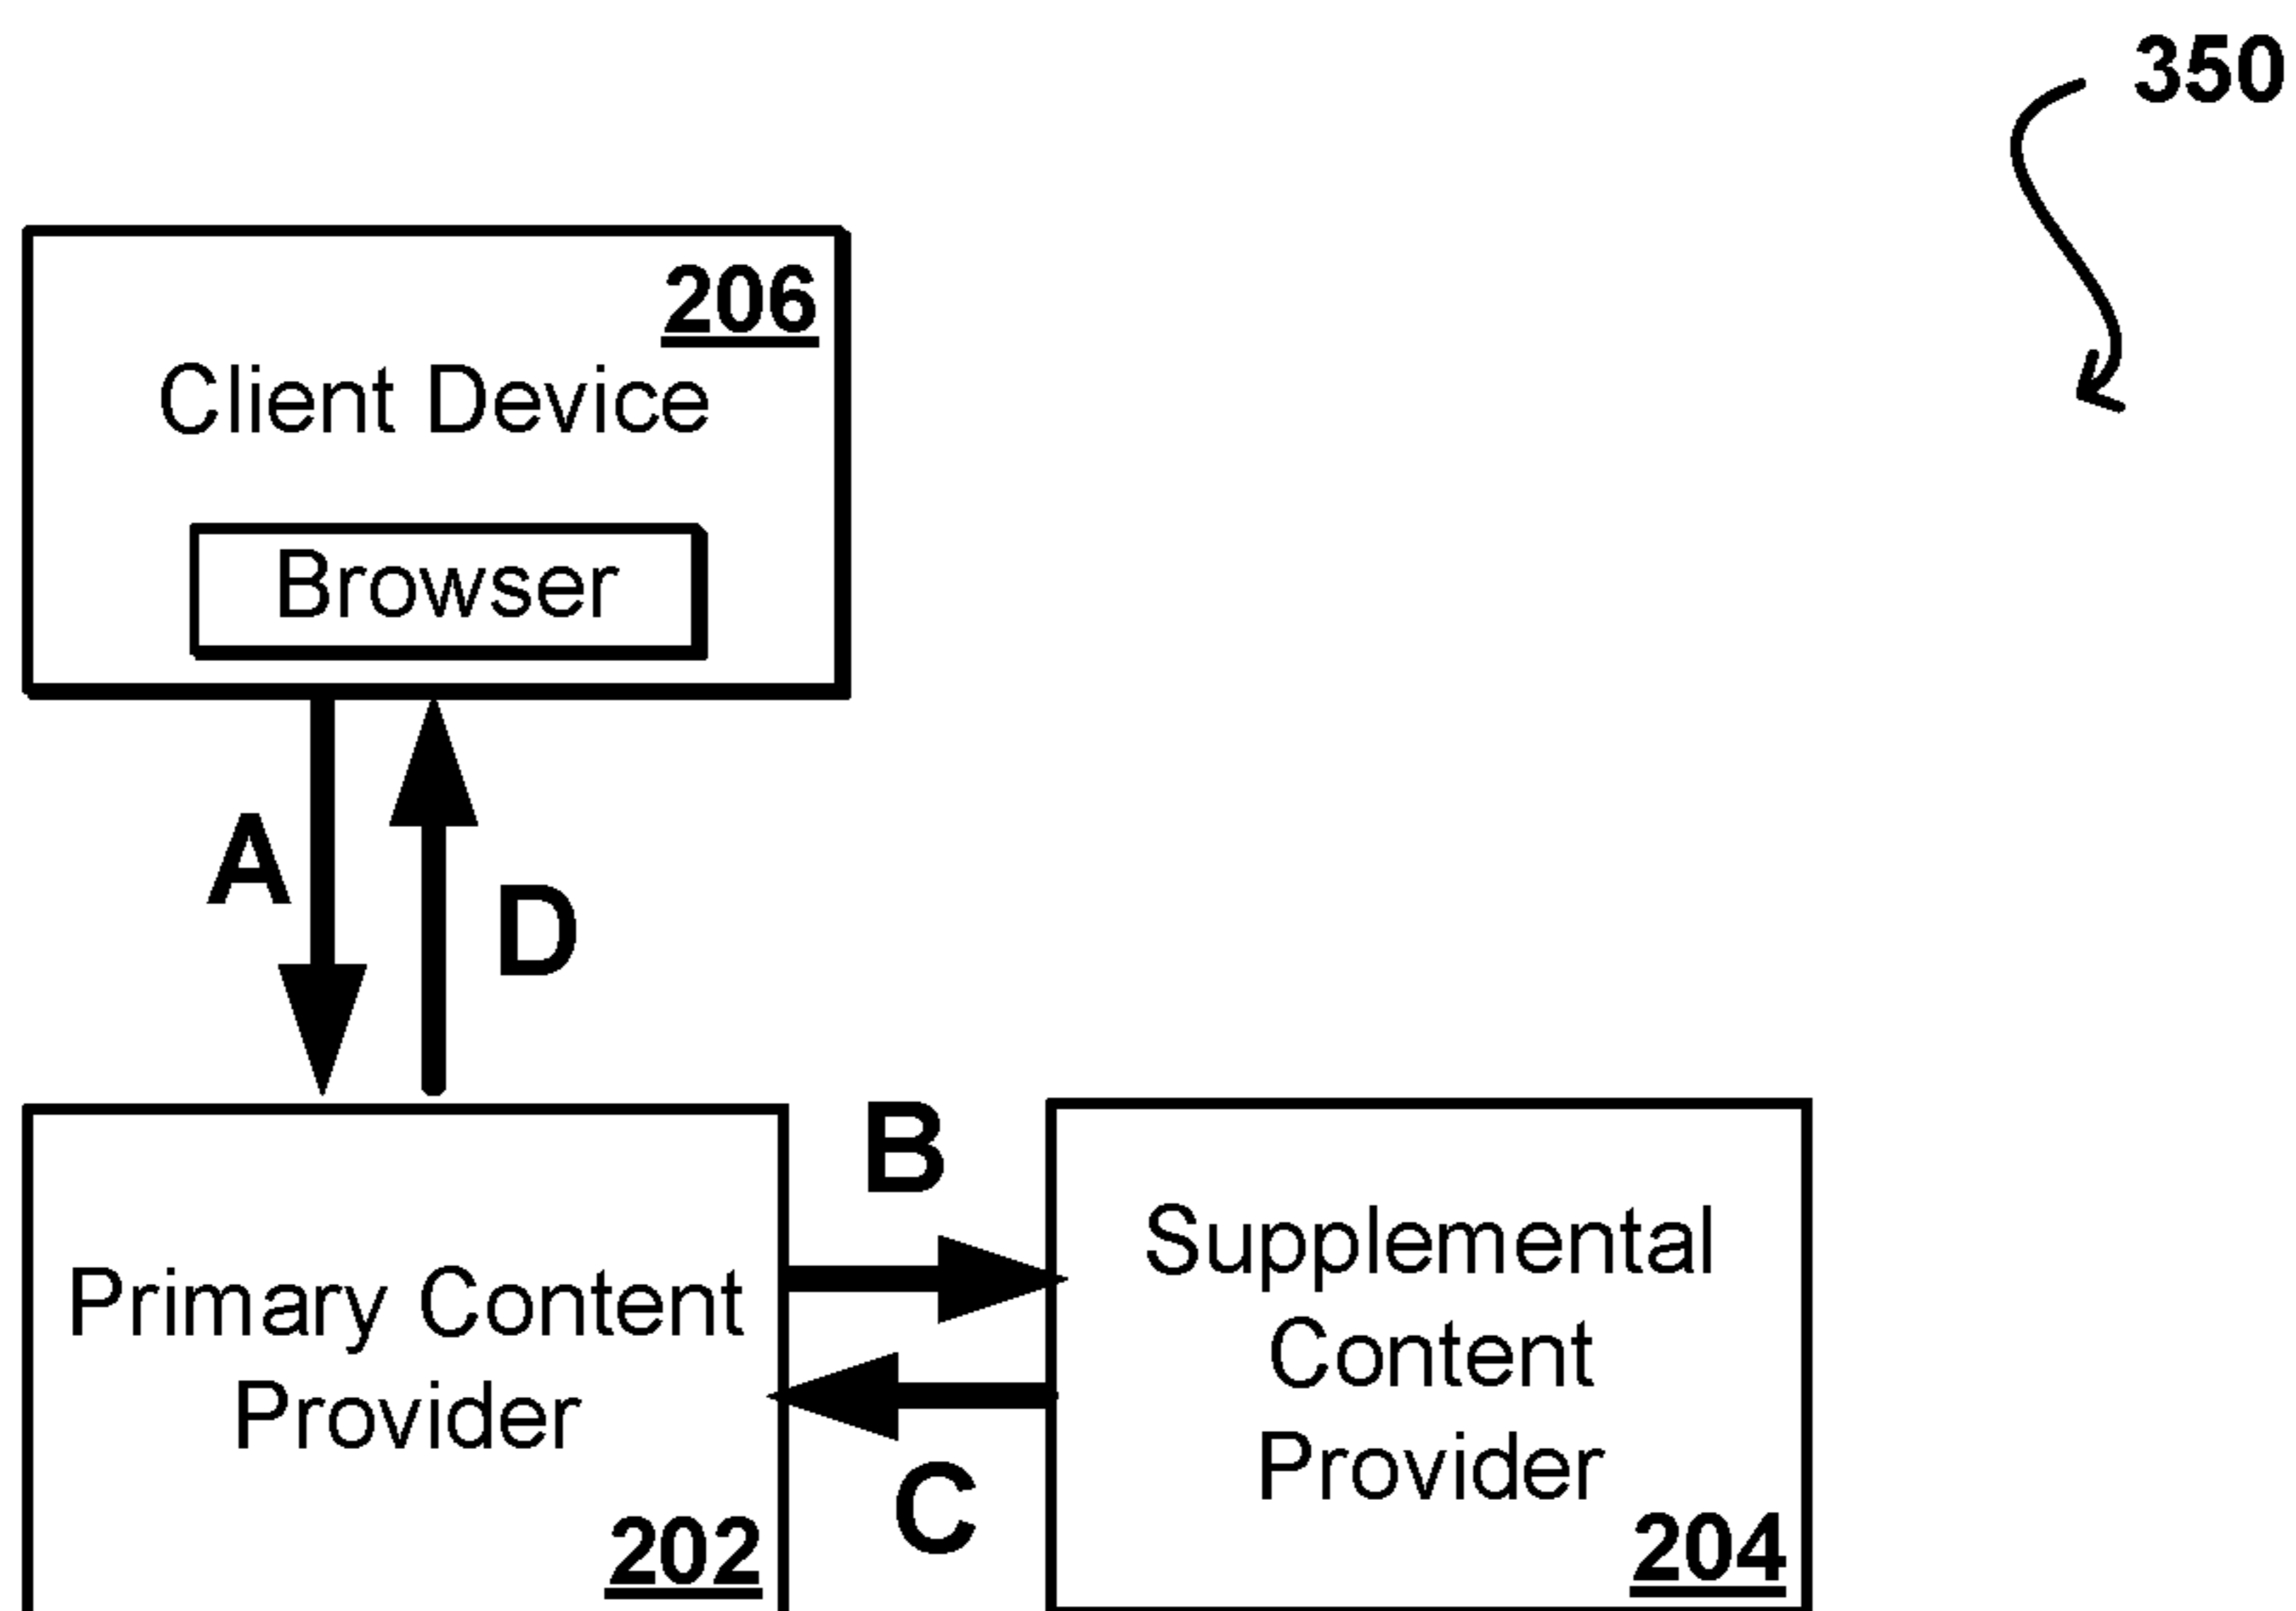 350
206
Client Device
Browser
A
D
B
Primary Content
Provider
202
Supplemental
Content
Provider
204
C